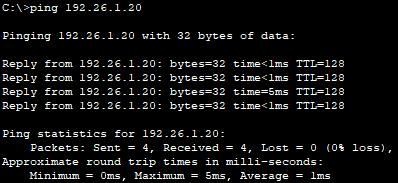 C:\>ping 192.26.1.20
Pinging 192.26.1.20 with 32 bytes of data:
Reply from 192.26.1.20: bytes=32 time<1ms TTL=128
Reply from 192.26.1.20: bytes=32 time<1ms TTL=128
Reply from 192.26.1.20: bytes=32 time=5ms TTL=128
Reply from 192.26.1.20: bytes=32 time<1ms TTL=128
Ping statistics for 192.26.1.20:
Packets: Sent = 4, Received = 4, Lost = 0 (0% loss),
Approximate round trip times in milli-seconds:
Minimum = 0ms, Maximum = 5ms, Average = 1ms